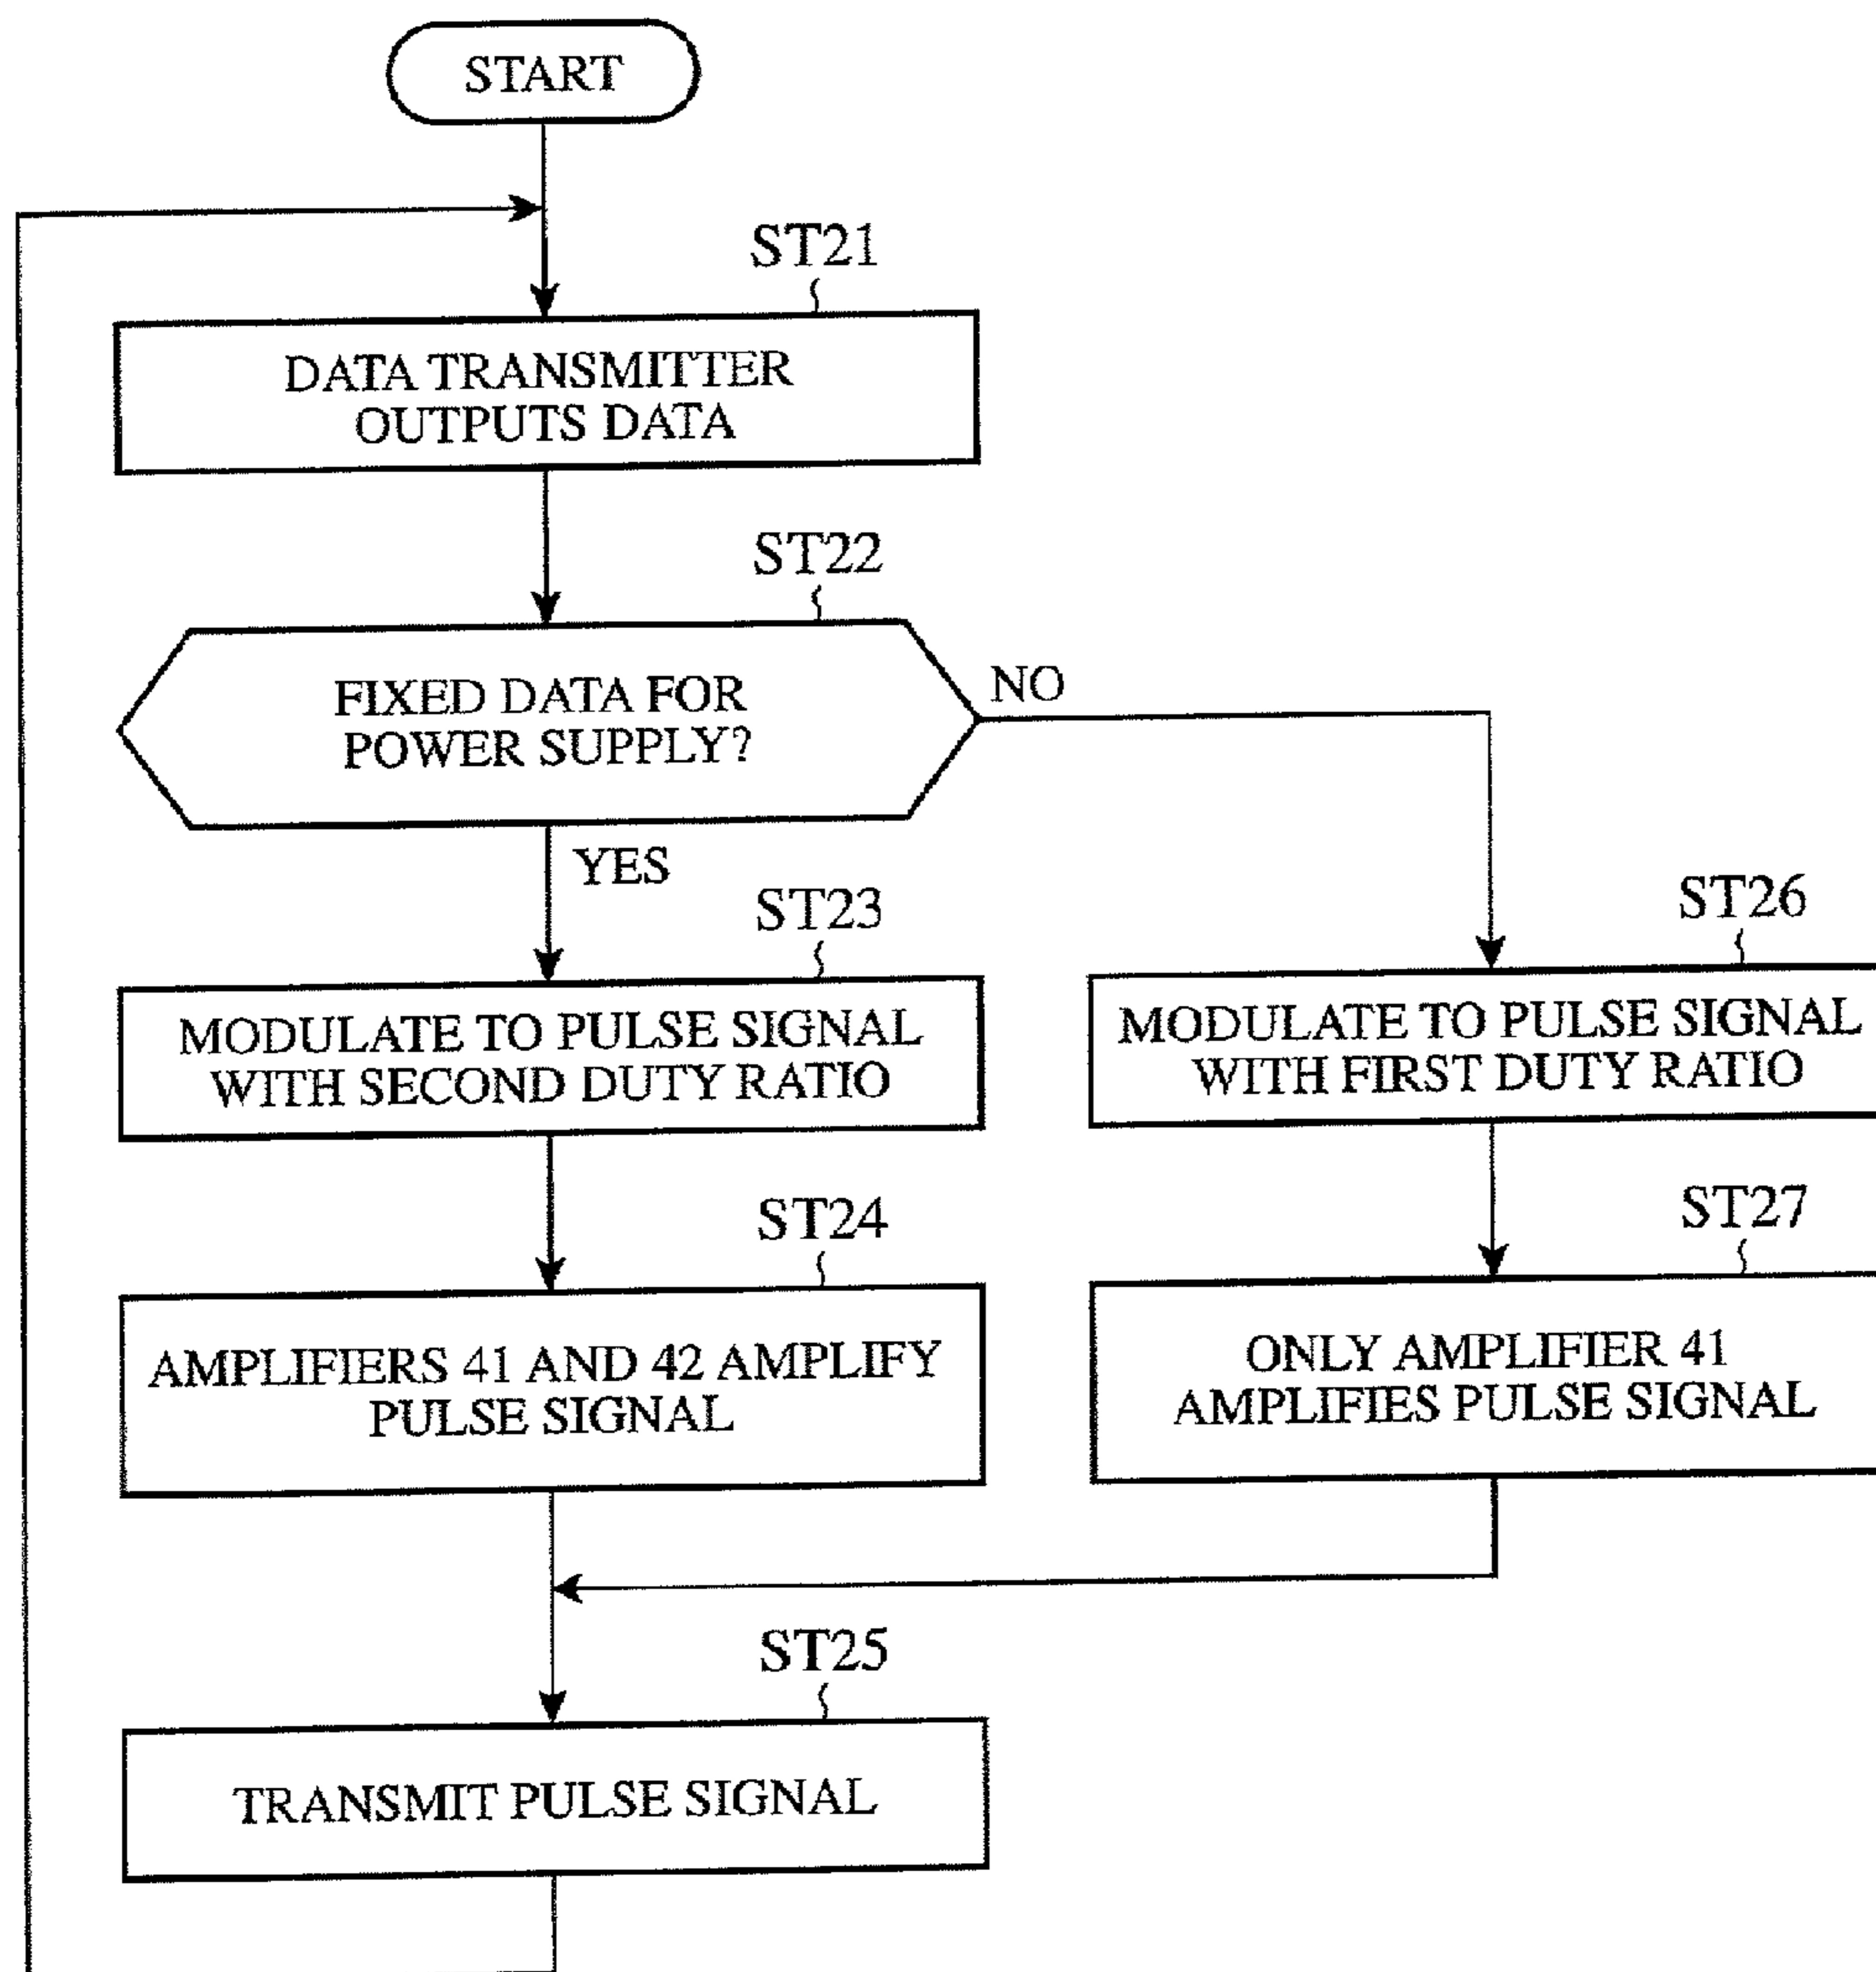 START
ST21
DATA TRANSMITTER
OUTPUTS DATA
ST22
FIXED DATA FOR
POWER SUPPLY?
NO
YES
ST23
MODULATE TO PULSE SIGNAL
WITH SECOND DUTY RATIO
ST26
MODULATE TO PULSE SIGNAL
WITH FIRST DUTY RATIO
ST24
AMPLIFIERS 41 AND 42 AMPLIFY
PULSE SIGNAL
ST27
ONLY AMPLIFIER 41
AMPLIFIES PULSE SIGNAL
ST25
TRANSMIT PULSE SIGNAL